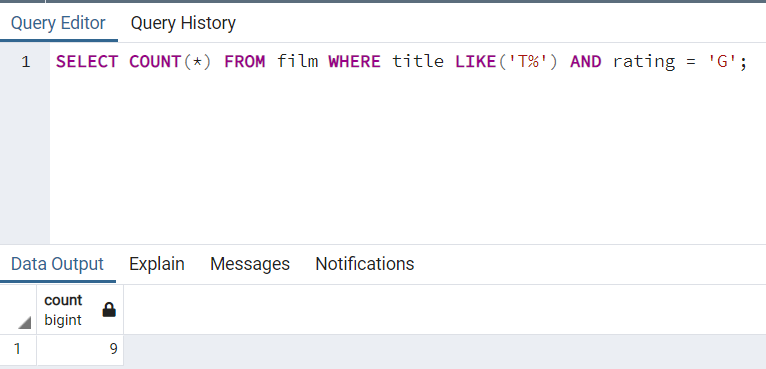 Query Editor Query History
1 SELECT COUNT(*) FROM film WHERE title LIKE('T%') AND rating = 'G';
Data Output Explain Messages Notifications
count
bigint
1 9